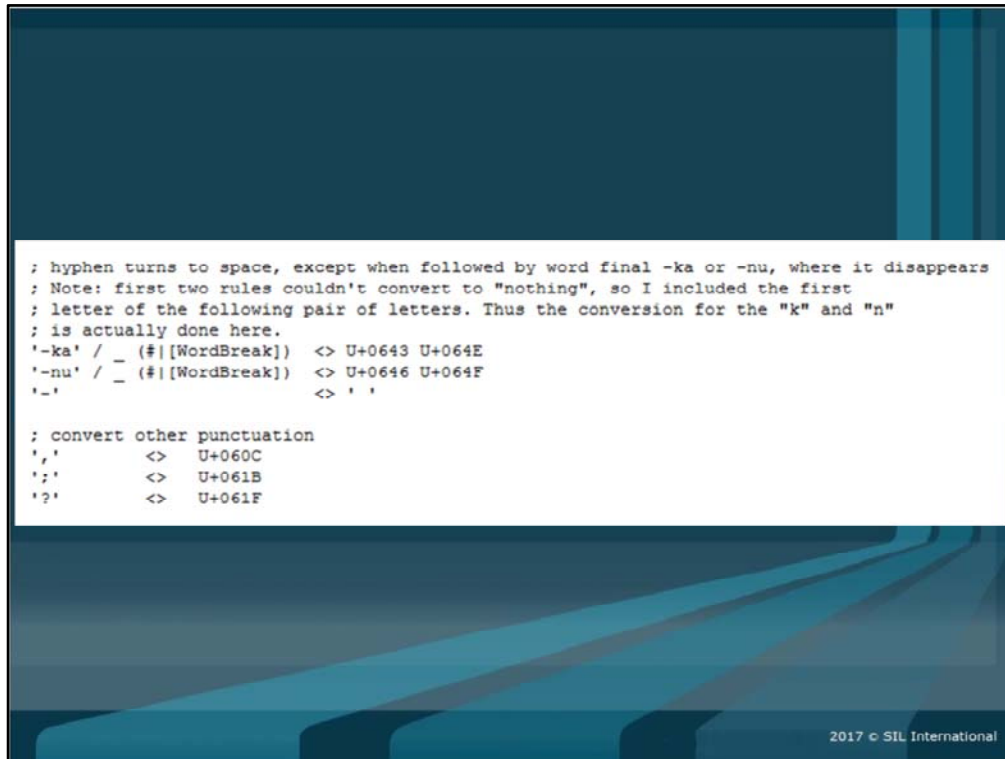 ; hyphen turns to space, except when followed by word final -ka or -nu, where it disappears
; Note: first two rules couldn't convert to "nothing", so I included the first
; letter of the following pair of letters. Thus the conversion for the "k" and "n"
; is actually done here.
'-ka' / _ (#|[WordBreak]) <> U+0643 U+064E
'-nu' / _ (#|[WordBreak]) <> U+0646 U+064F
'-' <> ' '
; convert other punctuation
',' <> U+060C
';' <> U+061B
'?' <> U+061F
2017 © SIL International